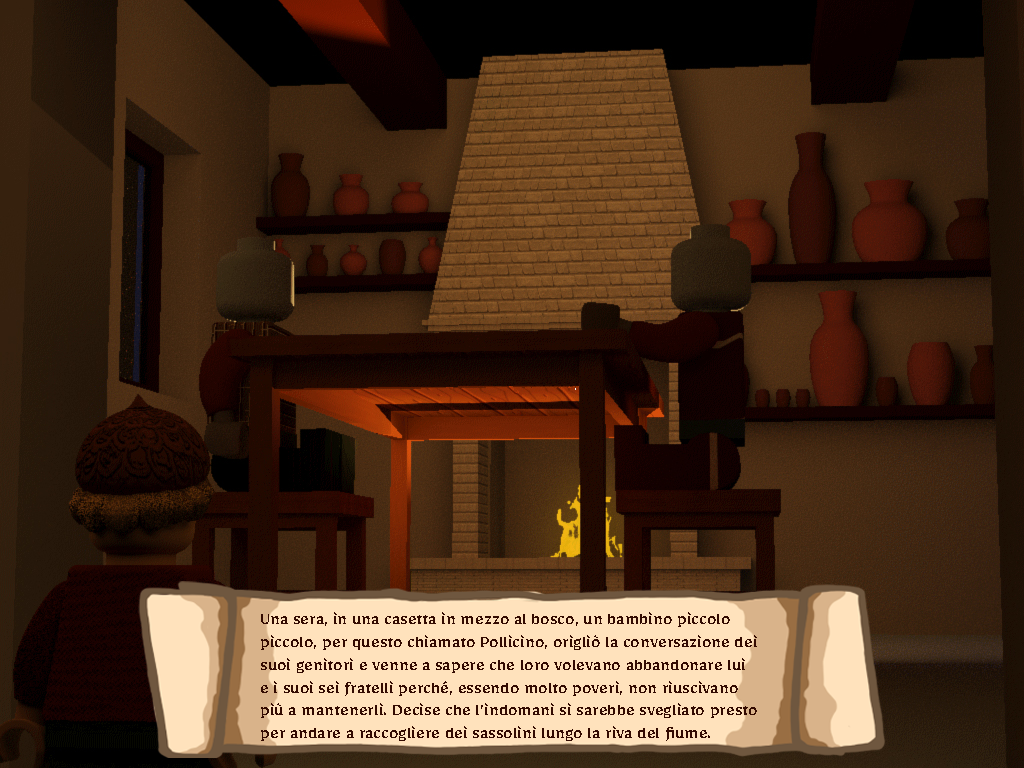 Una sera, in una casetta in mezzo al bosco, un bambino piccolo
piccolo, per questo chiamato Pollicino, origliò la conversazione dei
suoi genitori e venne a sapere che loro volevano abbandonare lui
e i suoi sei fratelli perché, essendo molto poveri, non riuscivano
più a mantenerli. Decise che l'indomani si sarebbe svegliato presto
per andare a raccogliere dei sassolini lungo la riva del fiume.